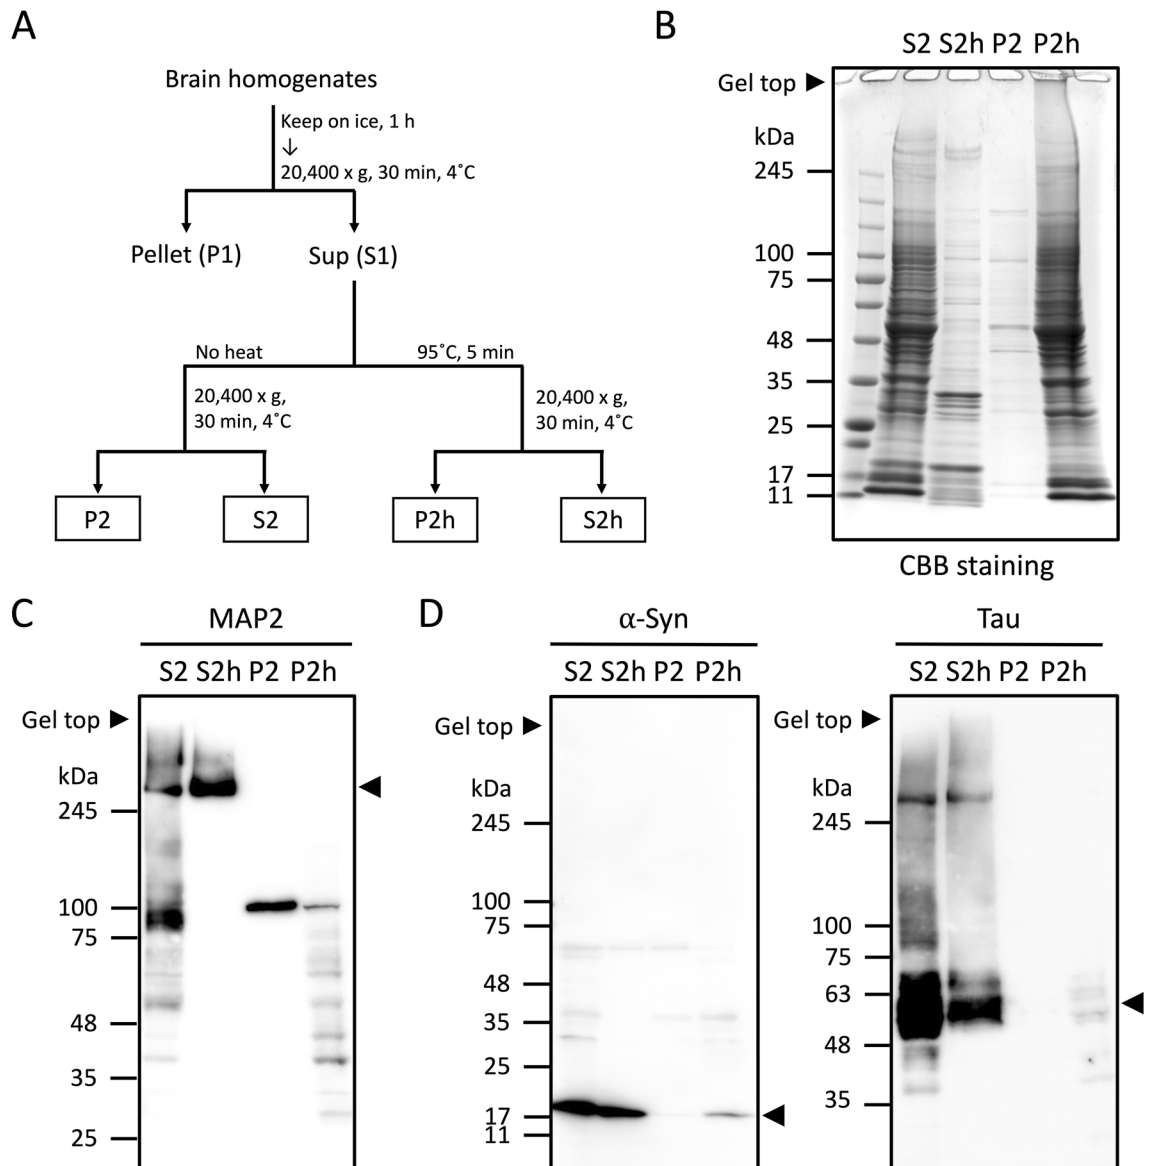 A
Brain homogenates
Keep on ice, 1 h
↓
20,400 x g, 30 min, 4˚C
Pellet (P1)
Sup (S1)
No heat
95˚C, 5 min
20,400 x g,
30 min, 4˚C
20,400 x g,
30 min, 4˚C
P2
S2
P2h
S2h
B
S2 S2h P2 P2h
Gel top
kDa
245
100
75
48
35
25
17
11
CBB staining
C
MAP2
S2 S2h P2 P2h
Gel top
kDa
245
100
75
48
35
25
D
α-Syn
S2 S2h P2 P2h
Gel top
kDa
245
100
75
48
35
25
17
11
Tau
S2 S2h P2 P2h
Gel top
kDa
245
100
75
63
48
35